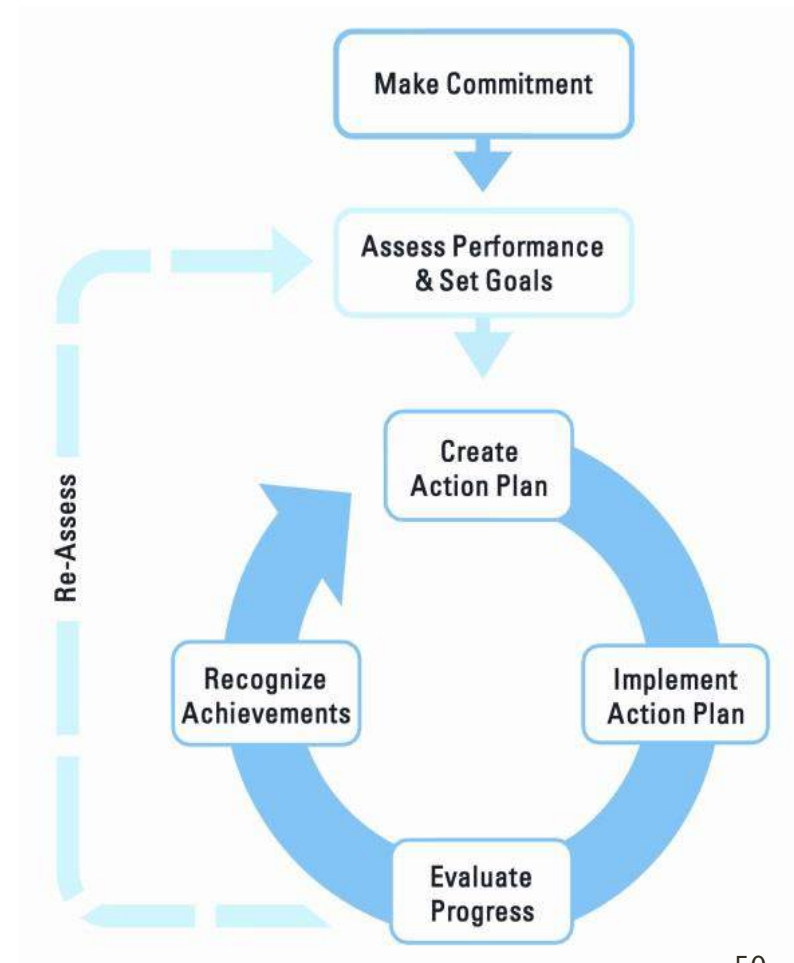 Make Commitment
Assess Performance
& Set Goals
Create
Action Plan
Re-Assess
Recognize
Achievements
Implement
Action Plan
Evaluate
Progress